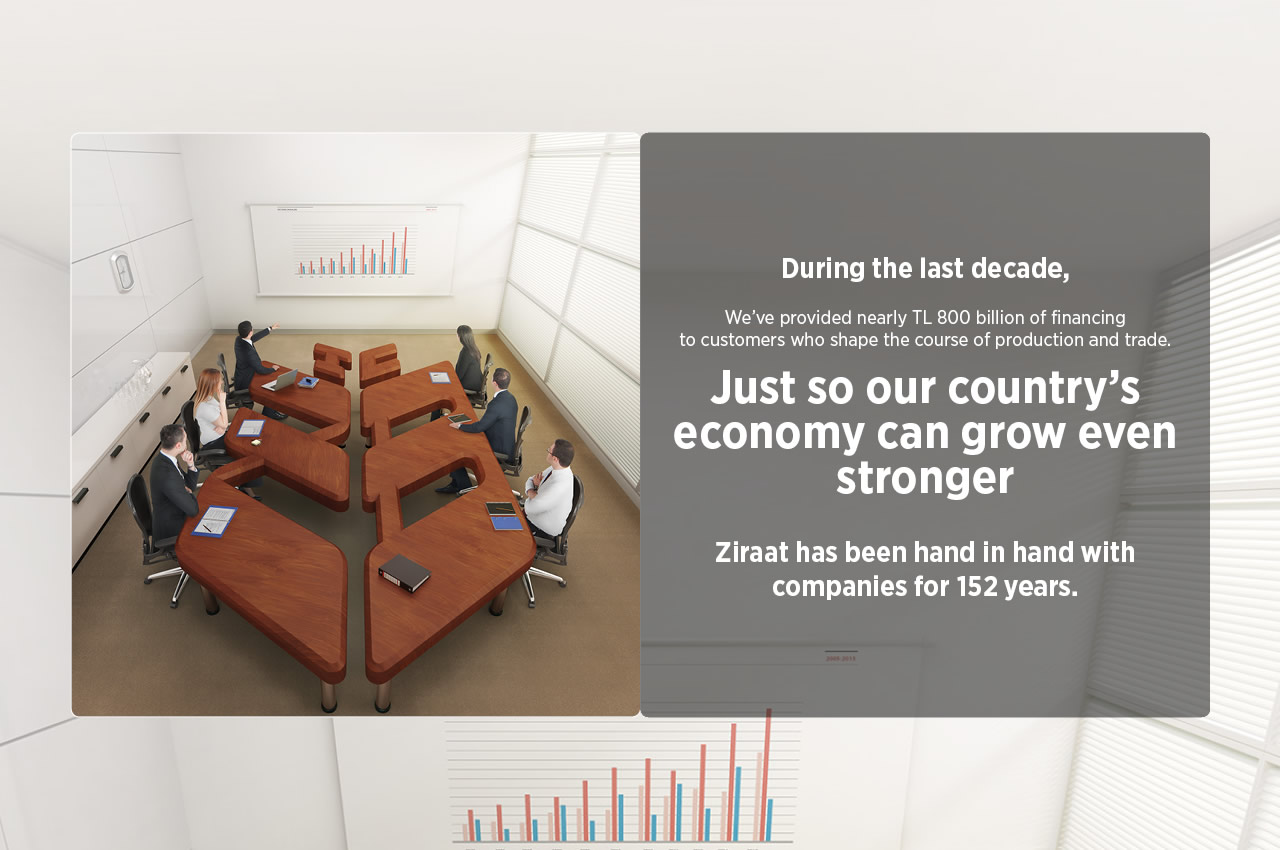 During the last decade,
We've provided nearly TL 800 billion of financing
to customers who shape the course of production and trade.
Just so our country's
economy can grow even
stronger
Ziraat has been hand in hand with
companies for 152 years.